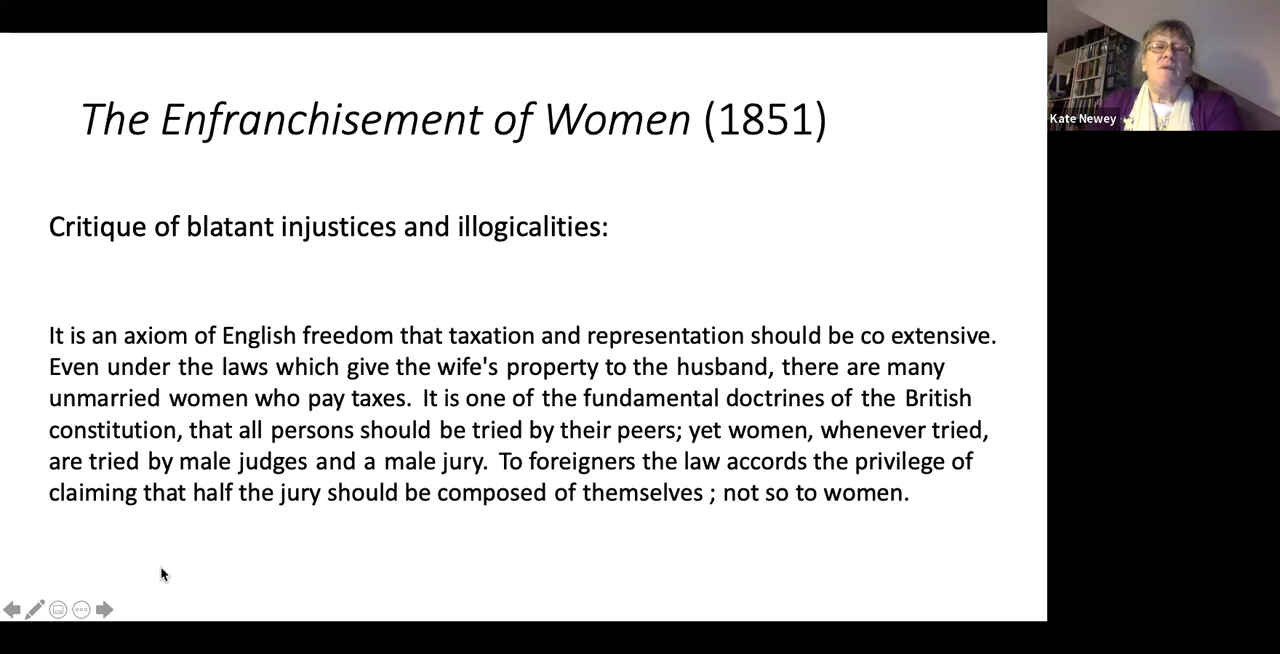 The Enfranchisement of Women (1851)
Critique of blatant injustices and illogicalities:
It is an axiom of English freedom that taxation and representation should be co extensive.
Even under the laws which give the wife's property to the husband, there are many
unmarried women who pay taxes.  It is one of the fundamental doctrines of the British
constitution, that all persons should be tried by their peers; yet women, whenever tried,
are tried by male judges and a male jury.  To foreigners the law accords the privilege of
claiming that half the jury should be composed of themselves ; not so to women.
Kate Newey